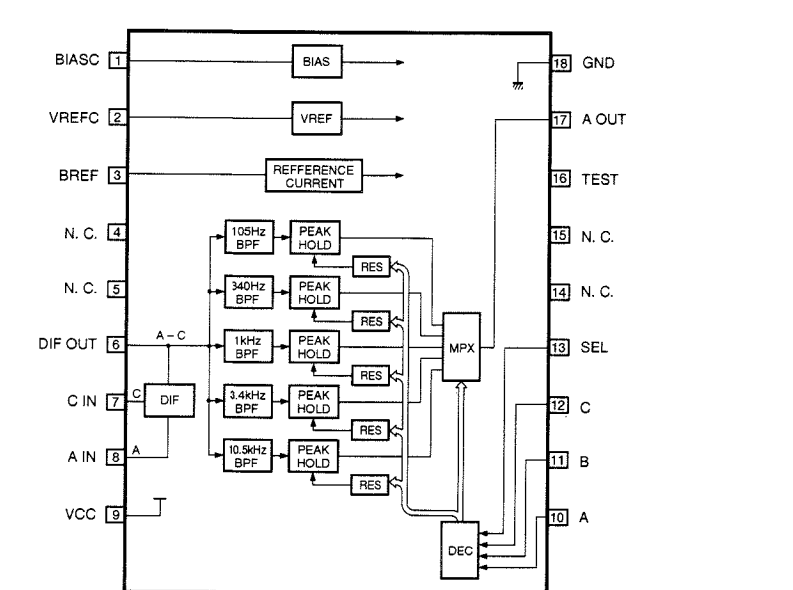 BIASC 1
BIAS
18 GND
VREFC 2
VREF
17 A OUT
BREF 3
REFFERENCE
CURRENT
16 TEST
N. C. 4
105Hz
BPF
PEAK
HOLD
15 N. C.
RES
N. C. 5
340Hz
BPF
PEAK
HOLD
14 N. C.
RES
DIF OUT 6
A – C
1kHz
BPF
PEAK
HOLD
MPX
13 SEL
RES
C IN 7
C
DIF
3.4kHz
BPF
PEAK
HOLD
12 C
RES
A IN 8
A
10.5kHz
BPF
PEAK
HOLD
11 B
RES
VCC 9
10 A
DEC